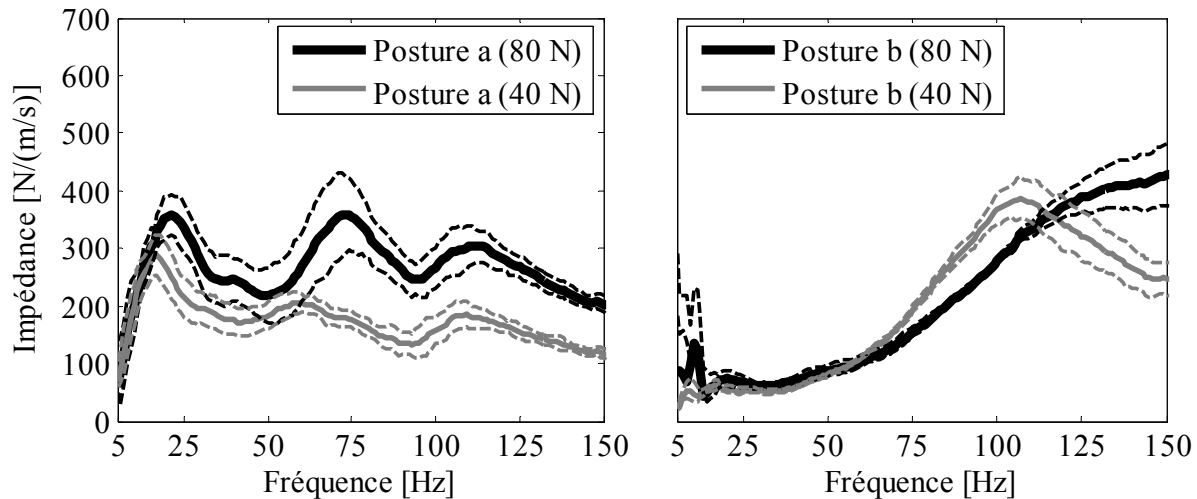 700
600
500
400
300
200
100
0
Impédance [N/(m/s)]
5 25 50 75 100 125 150
Fréquence [Hz]
Posture a (80 N)
Posture a (40 N)
5 25 50 75 100 125 150
Fréquence [Hz]
Posture b (80 N)
Posture b (40 N)